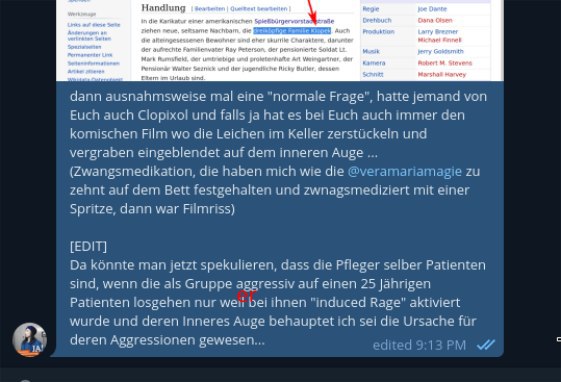 Handlung [ Bearbeiten | Quelltext bearbeiten ]
In die Karikatur einer amerikanischen Spießbürgervorstadtstraße
ziehen neue, seltsame Nachbarn, die dreiköpfige Familie Klopek. Auch
die alteingesessenen Bewohner sind eher skurrile Charaktere, darunter
der aufrechte Familienvater Ray Peterson, der pensionierte Soldat Lt.
Mark Rumsfield, der umtriebige und proletenhafte Art Weingartner, der
Pensionär Walter Seznick und der jugendliche Ricky Butler, dessen
Eltern im Urlaub sind.
Werkzeuge
Links auf diese Seite
Änderungen an
verlinkten Seiten
Spezialseiten
Permanenter Link
Seiteninformationen
Artikel zitieren
Regie Joe Dante
Drehbuch Dana Olsen
Produktion Larry Brezner
Michael Finnell
Musik Jerry Goldsmith
Kamera Robert M. Stevens
Schnitt Marshall Harvey
dann ausnahmsweise mal eine "normale Frage", hatte jemand von
Euch auch Clopixol und falls ja hat es bei Euch auch immer den
komischen Film wo die Leichen im Keller zerstückeln und
vergraben eingeblendet auf dem inneren Auge ...
(Zwangsmedikation, die haben mich wie die @veramariamagie zu
zehnt auf dem Bett festgehalten und zwnagsmediziert mit einer
Spritze, dann war Filmriss)
[EDIT]
Da könnte man jetzt spekulieren, dass die Pfleger selber Patienten
sind, wenn die als Gruppe aggressiv auf einen 25 Jährigen
Patienten losgehen nur weil bei ihnen "induced Rage" aktiviert
er
wurde und deren Inneres Auge behauptet ich sei die Ursache für
deren Aggressionen gewesen...
edited 9:13 PM
JA!